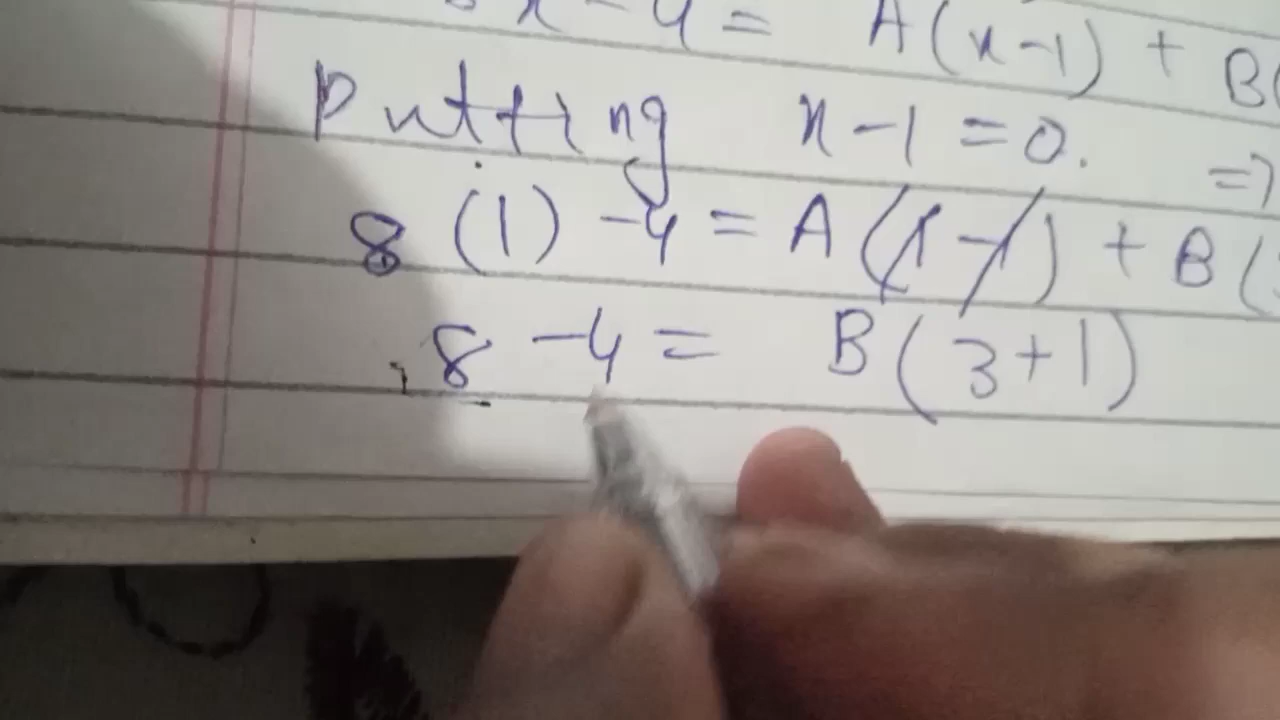 x - 4 = A(x-1) + B(
Putting x-1=0. =>
8 (1) -4 = A(1-1) + B(
8 -4 = B(3+1)